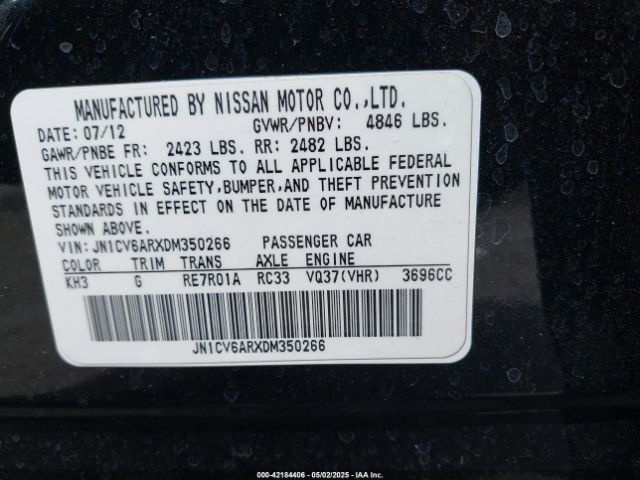 MANUFACTURED BY NISSAN MOTOR CO.,LTD.
DATE: 07/12 GVWR/PNBV: 4846 LBS.
GAWR/PNBE FR: 2423 LBS. RR: 2482 LBS.
THIS VEHICLE CONFORMS TO ALL APPLICABLE FEDERAL
MOTOR VEHICLE SAFETY,BUMPER,AND THEFT PREVENTION
STANDARDS IN EFFECT ON THE DATE OF MANUFACTURE
SHOWN ABOVE.
VIN:JN1CV6ARXDM350266 PASSENGER CAR
COLOR TRIM TRANS AXLE ENGINE
KH3 G RE7R01A RC33 VQ37(VHR) 3696CC
JN1CV6ARXDM350266
000-42184406 - 05/02/2025 - IAA Inc.